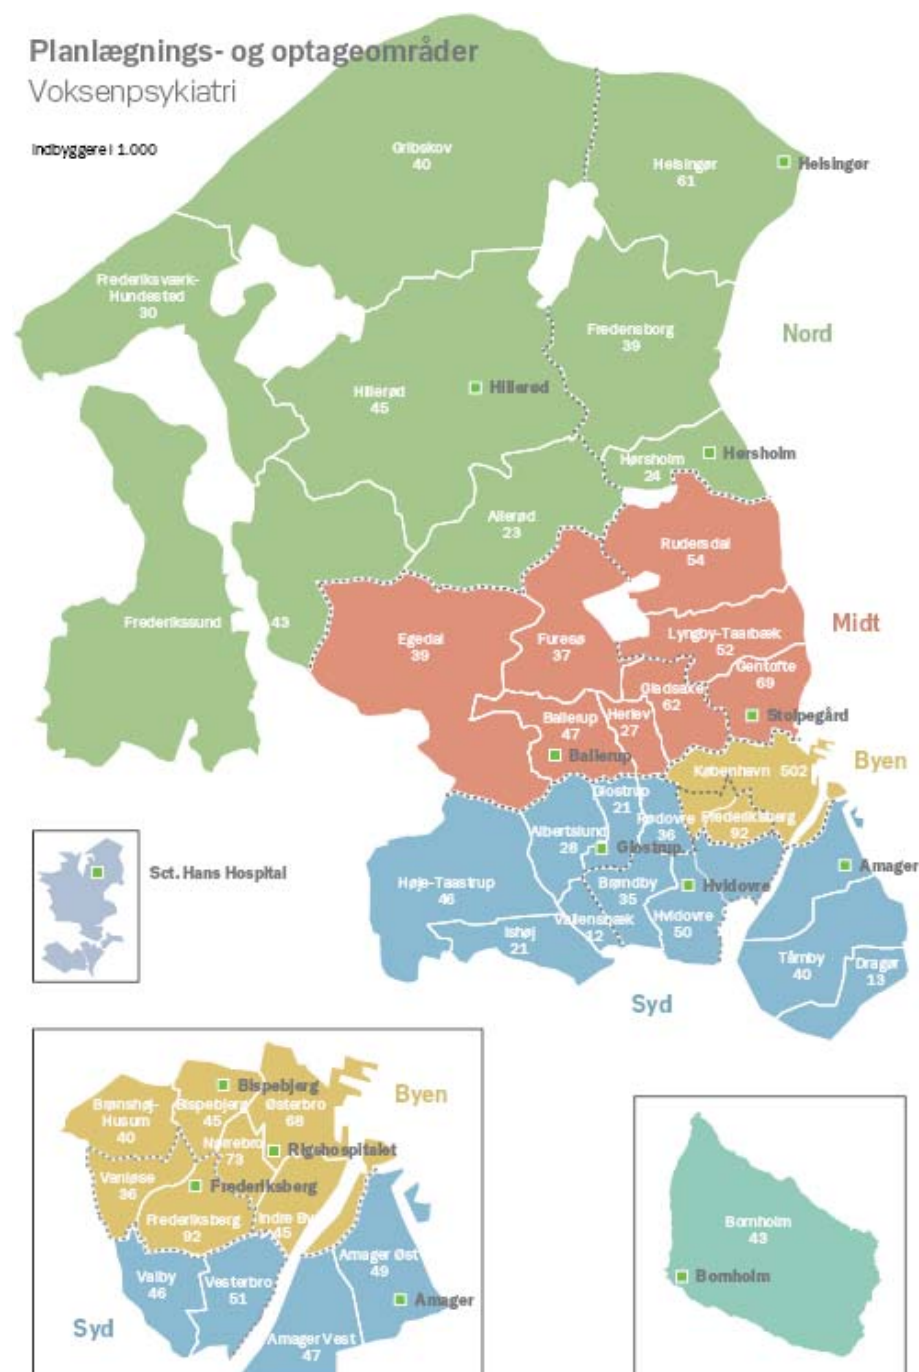 Planlægnings- og optageområder
Voksenpsykiatri
Indbyggere i 1.000
Gribskov
40
Helsingør
61
Helsingør
Frederiksværk-
Hundested
30
Fredensborg
39
Nord
Hillerød
45
Hillerød
Hørsholm
24
Hørsholm
Allerød
23
Rudersdal
54
Frederikssund 43
Egedal
39
Furesø
37
Lyngby-Taarbæk
52
Midt
Gentofte
69
Gladsaxe
62
Stolpegård
Ballerup
47
Herlev
27
Ballerup
København 502
Byen
Glostrup
21
Rødovre
36
Frederiksberg
92
Albertslund
28
Glostrup
Amager
Høje-Taastrup
46
Brøndby
35
Hvidovre
Hvidovre
50
Vallensbæk
12
Ishøj
21
Tårnby
40
Dragør
13
Syd
Sct. Hans Hospital
Byen
Bispebjerg
Brønshøj-
Husum
40
Bispebjerg
45
Østerbro
68
Nørrebro
73
Rigshospitalet
Vanløse
36
Frederiksberg
Frederiksberg
92
Indre By
45
Valby
46
Vesterbro
51
Amager Øst
49
Amager
Syd
Amager Vest
47
Bornholm
43
Bornholm